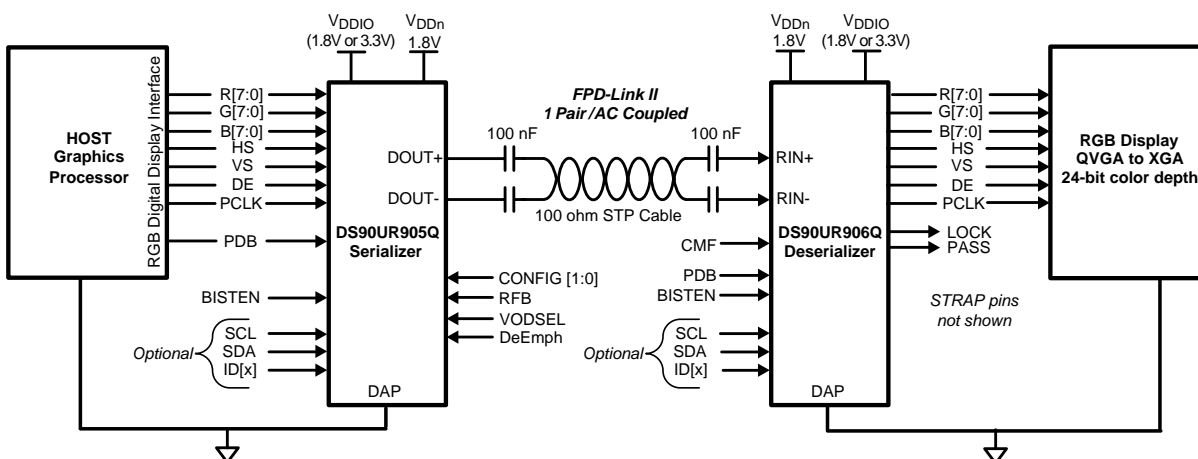 VDDIO
(1.8V or 3.3V)
VDDn
1.8V
VDDn
1.8V
VDDIO
(1.8V or 3.3V)
HOST
Graphics
Processor
RGB Digital Display Interface
R[7:0]
G[7:0]
B[7:0]
HS
VS
DE
PCLK
PDB
BISTEN
Optional
SCL
SDA
ID[x]
DOUT+
DOUT-
DS90UR905Q
Serializer
DAP
CONFIG [1:0]
RFB
VODSEL
DeEmph
FPD-Link II
1 Pair/AC Coupled
100 nF
100 nF
100 ohm STP Cable
CMF
PDB
BISTEN
Optional
SCL
SDA
ID[x]
RIN+
RIN-
DS90UR906Q
Deserializer
DAP
R[7:0]
G[7:0]
B[7:0]
HS
VS
DE
PCLK
LOCK
PASS
STRAP pins
not shown
RGB Display
QVGA to XGA
24-bit color depth